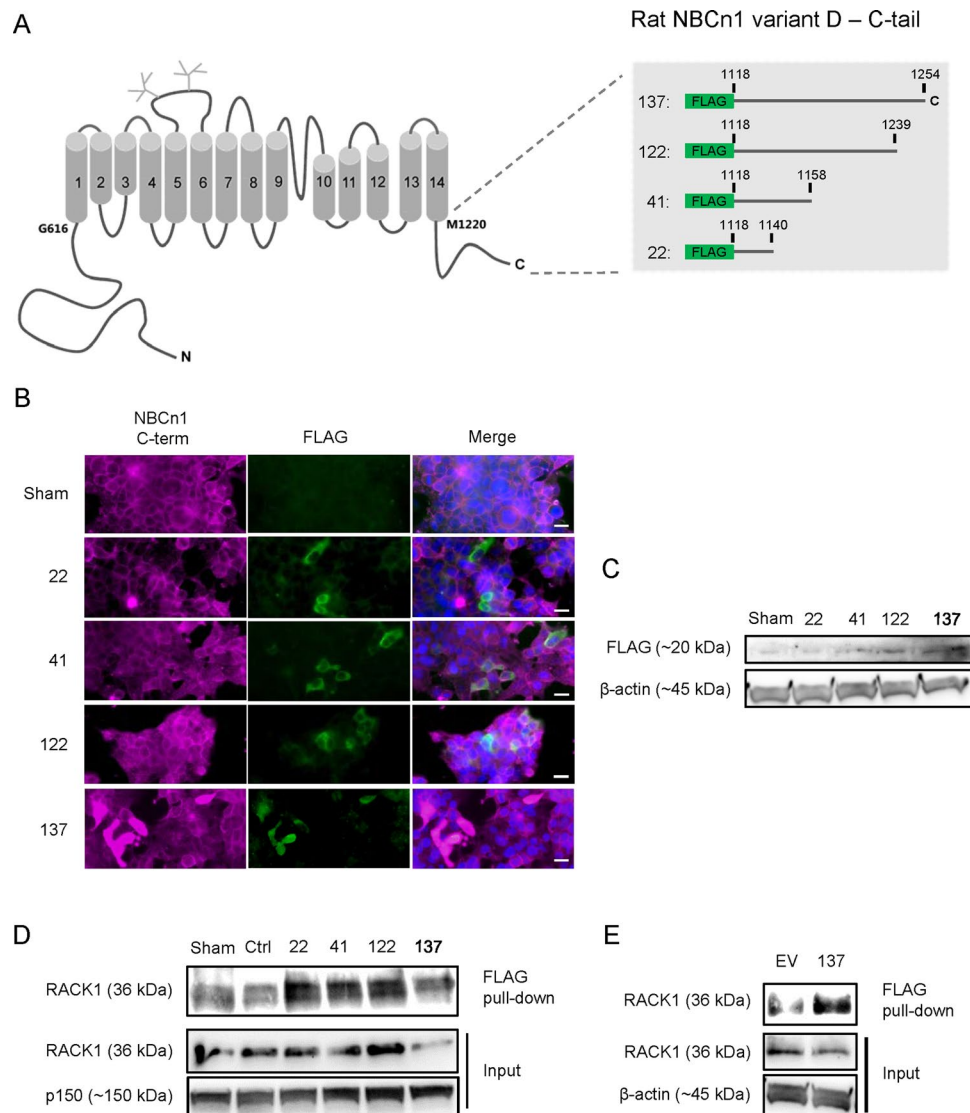 A
Rat NBCn1 variant D – C-tail
1 2 3 4 5 6 7 8 9 10 11 12 13 14
G616
M1220
C
N
1118 1254
137: FLAG C
1118 1239
122: FLAG
1118 1158
41: FLAG
1118 1140
22: FLAG
B
NBCn1
C-term
FLAG
Merge
Sham
22
41
122
137
C
Sham 22 41 122 137
FLAG (~20 kDa)
β-actin (~45 kDa)
D
Sham Ctrl 22 41 122 137
RACK1 (36 kDa)
FLAG
pull-down
RACK1 (36 kDa)
p150 (~150 kDa)
Input
E
EV 137
RACK1 (36 kDa)
FLAG
pull-down
RACK1 (36 kDa)
β-actin (~45 kDa)
Input